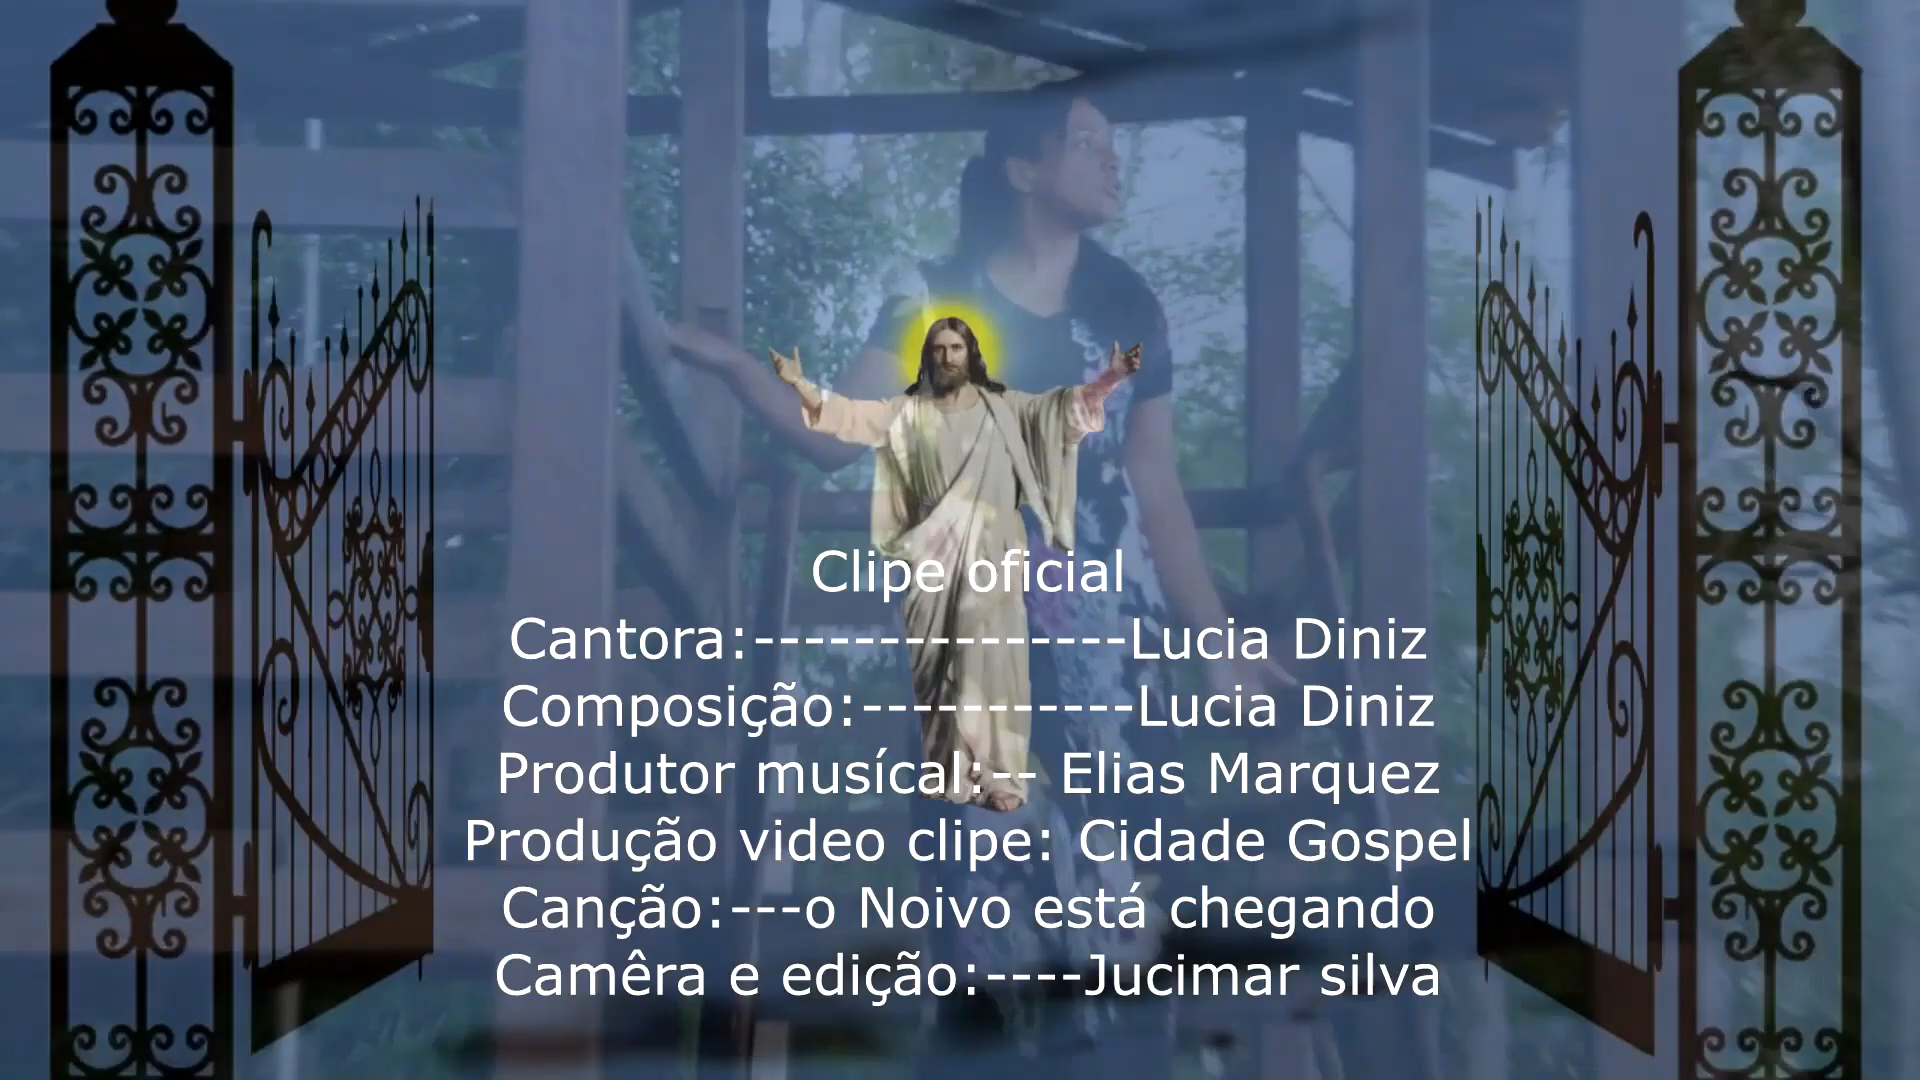 Clipe oficial
Cantora:---------------Lucia Diniz
Composição:-----------Lucia Diniz
Produtor musícal:-- Elias Marquez
Produção video clipe: Cidade Gospel
Canção:---o Noivo está chegando
Camêra e edição:----Jucimar silva